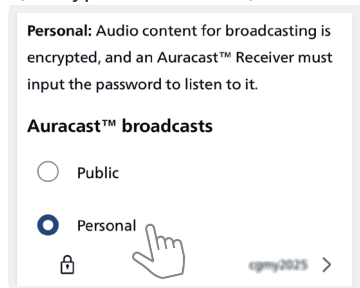 Personal: Audio content for broadcasting is
encrypted, and an Auracast™ Receiver must
input the password to listen to it.
Auracast™ broadcasts
Public
Personal